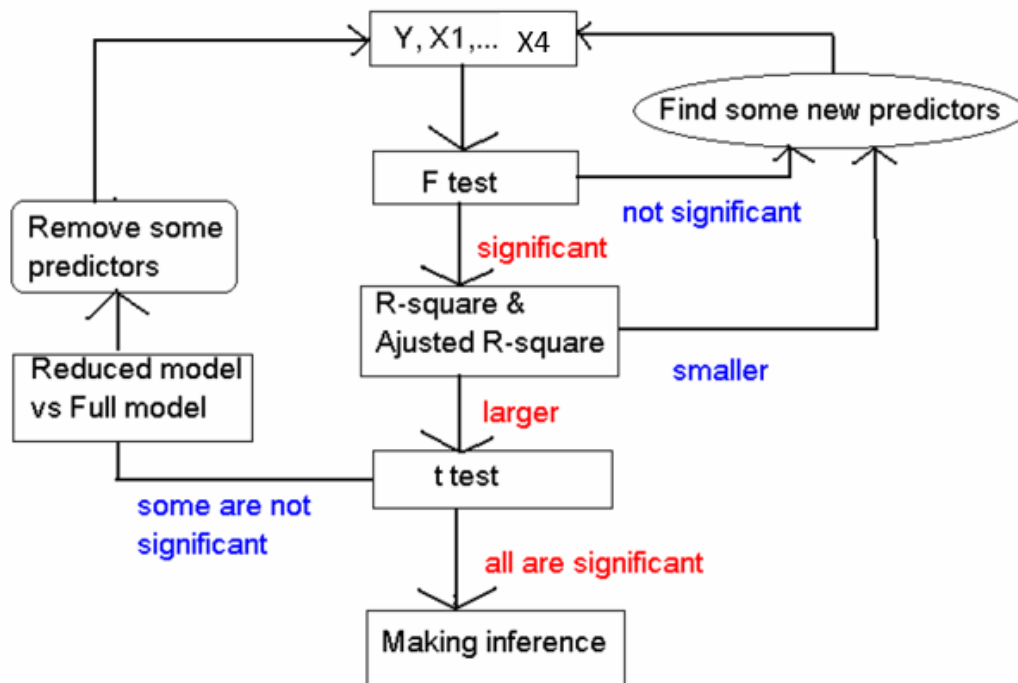 Y, X1,... X4
Find some new predictors
F test
not significant
Remove some
predictors
significant
R-square &
Ajusted R-square
smaller
Reduced model
vs Full model
larger
t test
some are not
significant
all are significant
Making inference